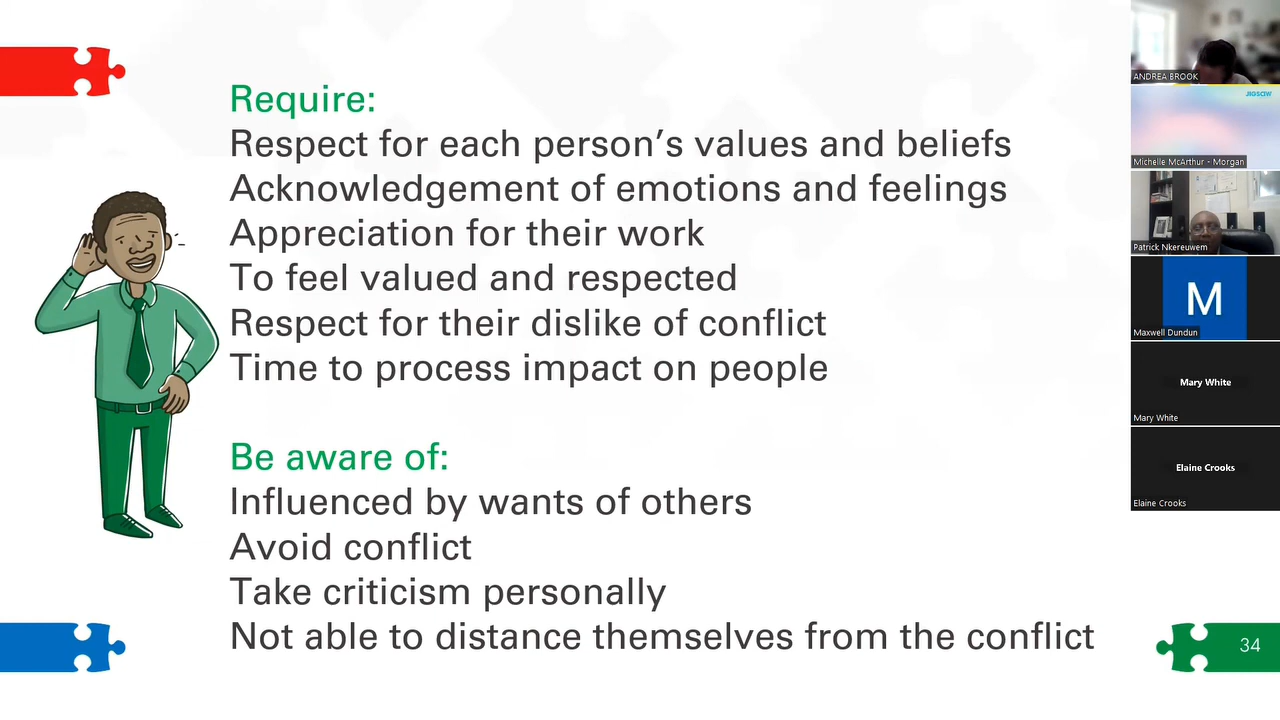 Require:
Respect for each person’s values and beliefs
Acknowledgement of emotions and feelings
Appreciation for their work
To feel valued and respected
Respect for their dislike of conflict
Time to process impact on people
Be aware of:
Influenced by wants of others
Avoid conflict
Take criticism personally
Not able to distance themselves from the conflict
34
ANDREA BROOK
JIGSAW
Michelle McArthur - Morgan
Patrick Nkereuwem
M
Maxwell Dundun
Mary White
Mary White
Elaine Crooks
Elaine Crooks